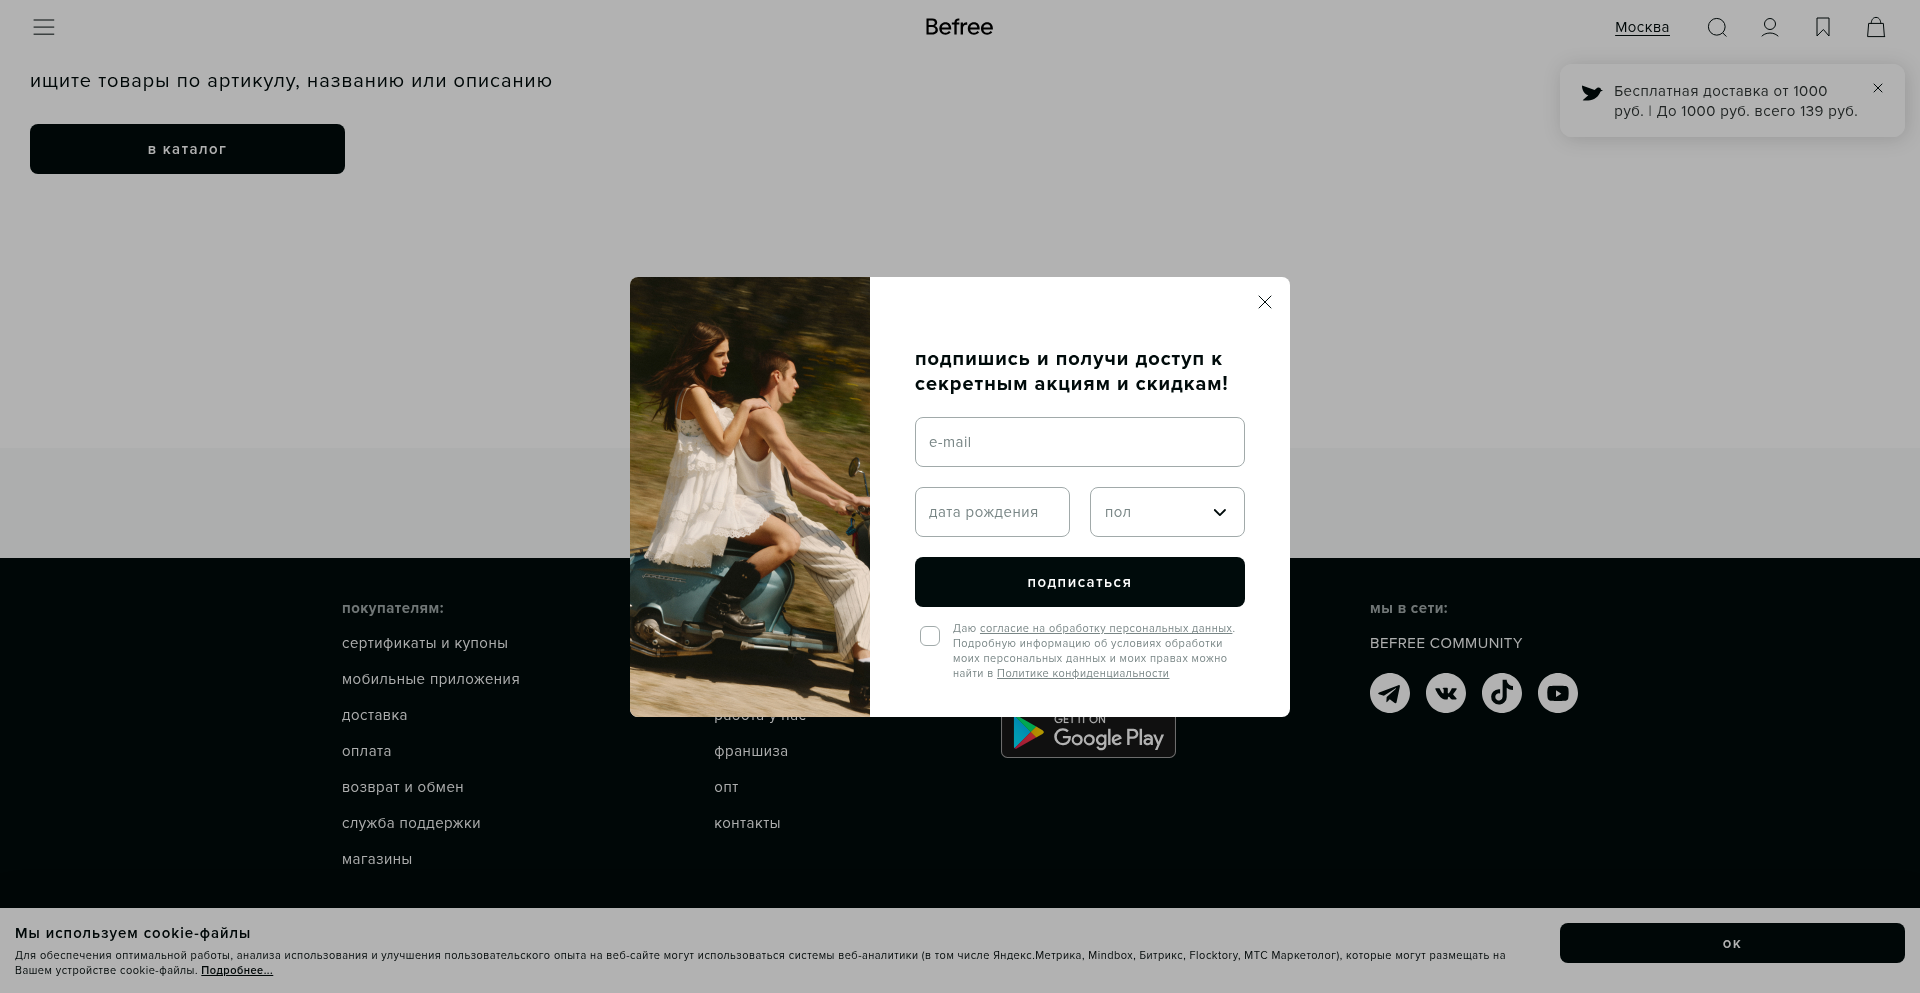 Befree
Москва
ищите товары по артикулу, названию или описанию
Бесплатная доставка от 1000
руб. | До 1000 руб. всего 139 руб.
в каталог
подпишись и получи доступ к
секретным акциям и скидкам!
e-mail
дата рождения
пол
подписаться
Даю согласие на обработку персональных данных.
Подробную информацию об условиях обработки
моих персональных данных и моих правах можно
найти в Политике конфиденциальности
покупателям:
сертификаты и купоны
мобильные приложения
доставка
оплата
возврат и обмен
служба поддержки
магазины
работа у нас
франшиза
опт
контакты
GET IT ON
Google Play
мы в сети:
BEFREE COMMUNITY
Мы используем cookie-файлы
Для обеспечения оптимальной работы, анализа использования и улучшения пользовательского опыта на веб-сайте могут использоваться системы веб-аналитики (в том числе Яндекс.Метрика, Mindbox, Битрикс, Flocktory, МТС Маркетолог), которые могут размещать на
Вашем устройстве cookie-файлы. Подробнее...
ок